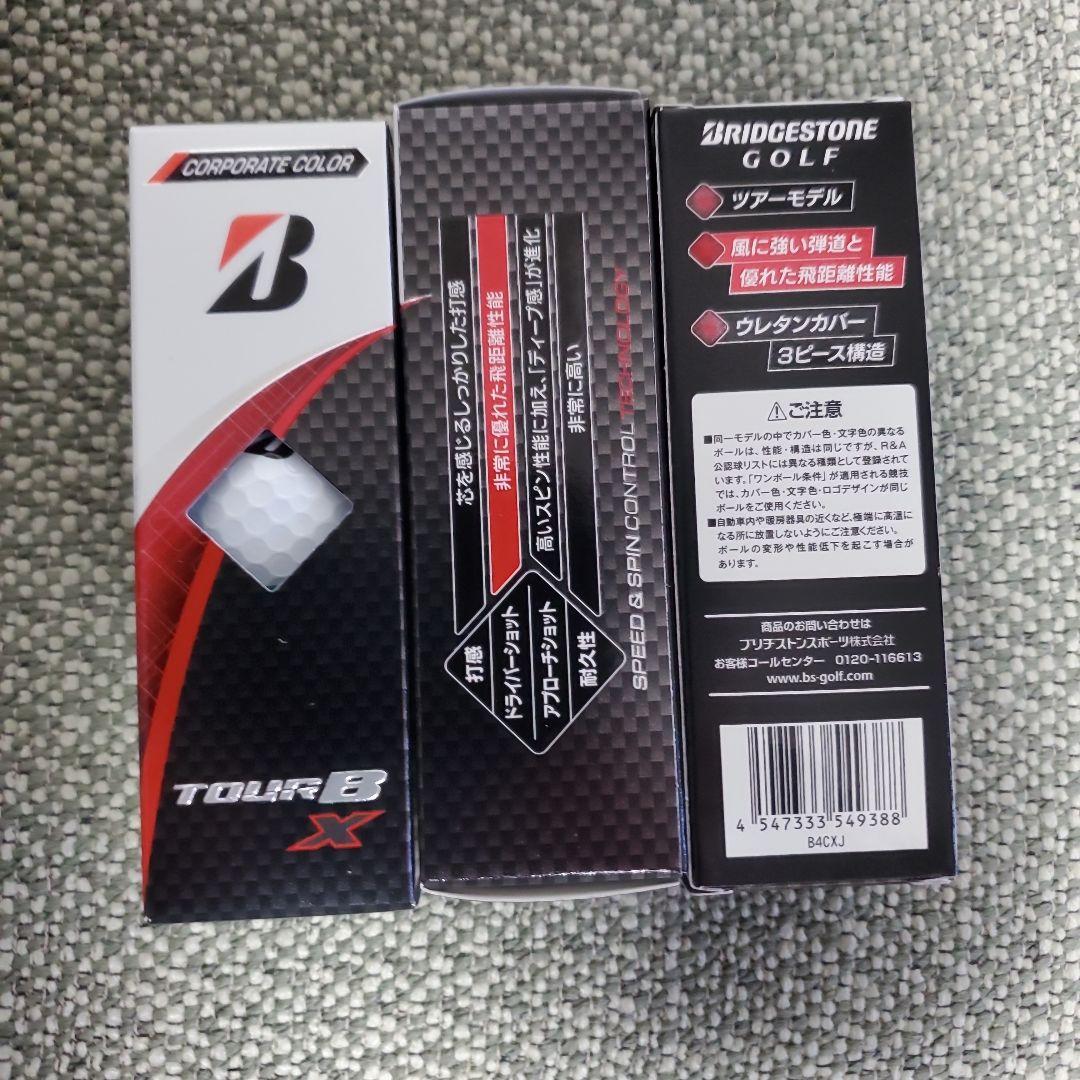 CORPORATE COLOR
B
TOUR B
X
芯を感じるしっかりした打感
非常に優れた飛距離性能
高いスピン性能に加え、「ディープ感」が進化
非常に高い
打感
ドライバーショット
アプローチショット
耐久性
SPEED & SPIN CONTROL TECHNOLOGY
BRIDGESTONE
GOLF
ツアーモデル
風に強い弾道と
優れた飛距離性能
ウレタンカバー
3ピース構造
⚠ご注意
■同一モデルの中でカバー色・文字色の異なる
ボールは、性能・構造は同じですが、R&A
公認球リストには異なる種類として登録されて
います。「ワンボール条件」が適用される競技
では、カバー色・文字色・ロゴデザインが同じ
ボールをご使用ください。
■自動車内や暖房器具の近くなど、極端に高温に
なる所に放置しないようにご注意ください。
ボールの変形や性能低下を起こす場合が
あります。
商品のお問い合わせは
ブリヂストンスポーツ株式会社
お客様コールセンター 0120-116613
www.bs-golf.com
4 547333 549388
B4CXJ